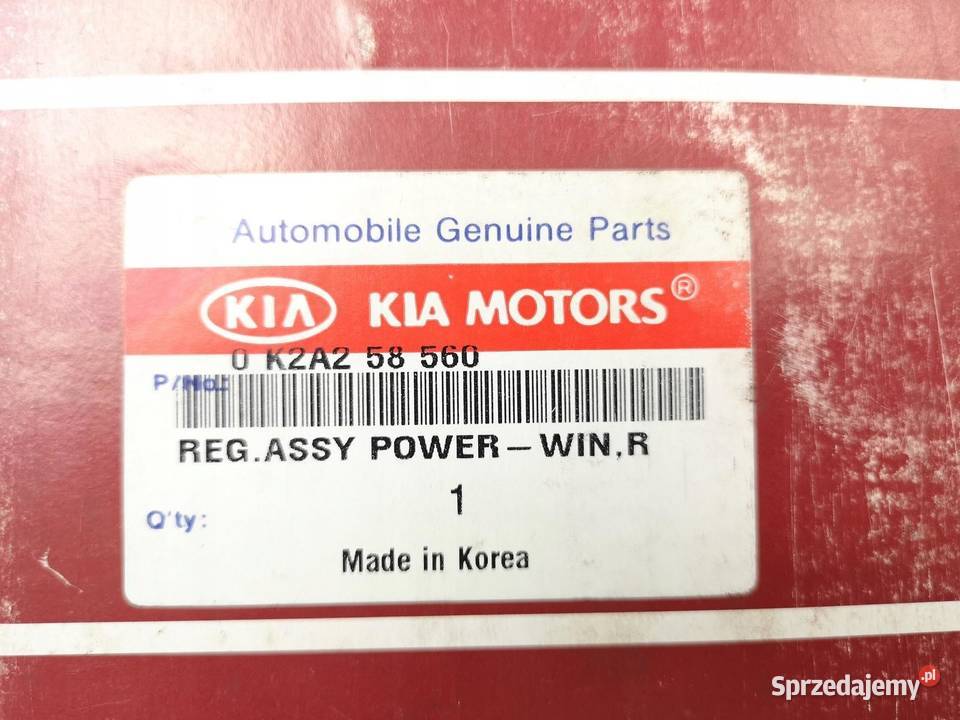 Automobile Genuine Parts
KIA KIA MOTORS®
0 K2A2 58 560
P/No.:
REG.ASSY POWER-WIN,R
1
Q'ty:
Made in Korea
Sprzedajemy.pl